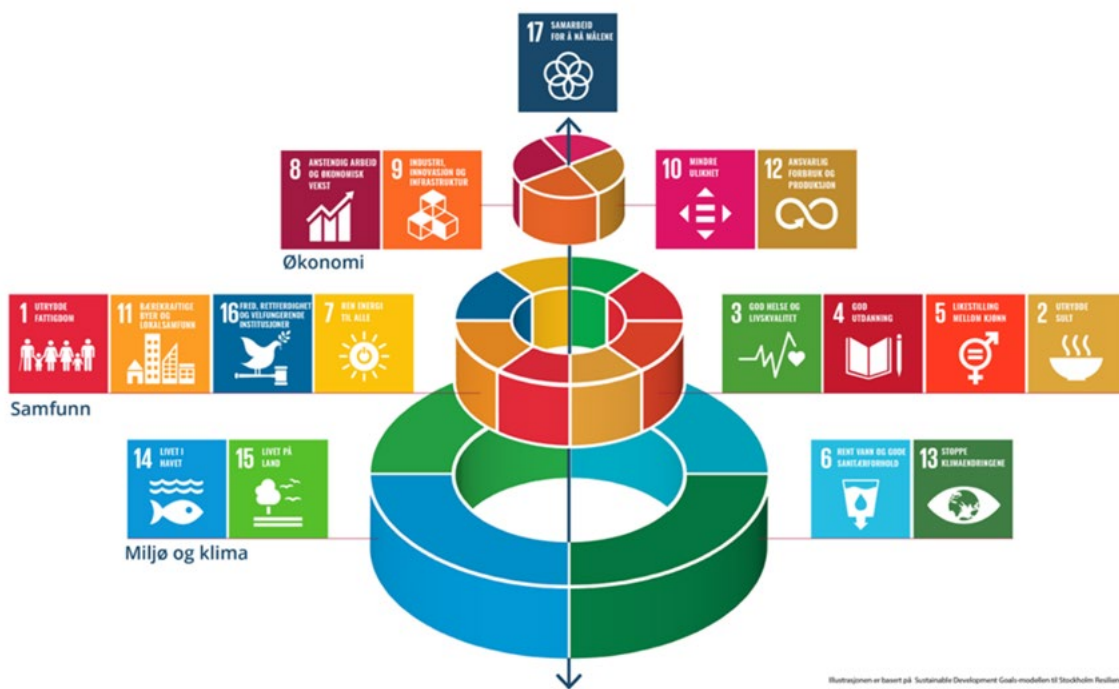 17 SAMARBEID
FOR Å NÅ MÅLENE
8 ANSTENDIG ARBEID
OG ØKONOMISK
VEKST
9 INDUSTRI,
INNOVASJON OG
INFRASTRUKTUR
10 MINDRE
ULIKHET
12 ANSVARLIG
FORBRUK OG
PRODUKSJON
Økonomi
1 UTRYDDE
FATTIGDOM
11 BÆREKRAFTIGE
BYER OG
LOKALSAMFUNN
16 FRED, RETTFERDIGHET
OG VELFUNGERENDE
INSTITUSJONER
7 REN ENERGI
TIL ALLE
3 GOD HELSE OG
LIVSKVALITET
4 GOD
UTDANNING
5 LIKESTILLING
MELLOM KJØNN
2 UTRYDDE
SULT
Samfunn
14 LIVET I
HAVET
15 LIVET PÅ
LAND
6 RENT VANN OG GODE
SANITÆRFORHOLD
13 STOPPE
KLIMAENDRINGENE
Miljø og klima
Illustrasjonen er basert på Sustainable Development Goals-modellen til Stockholm